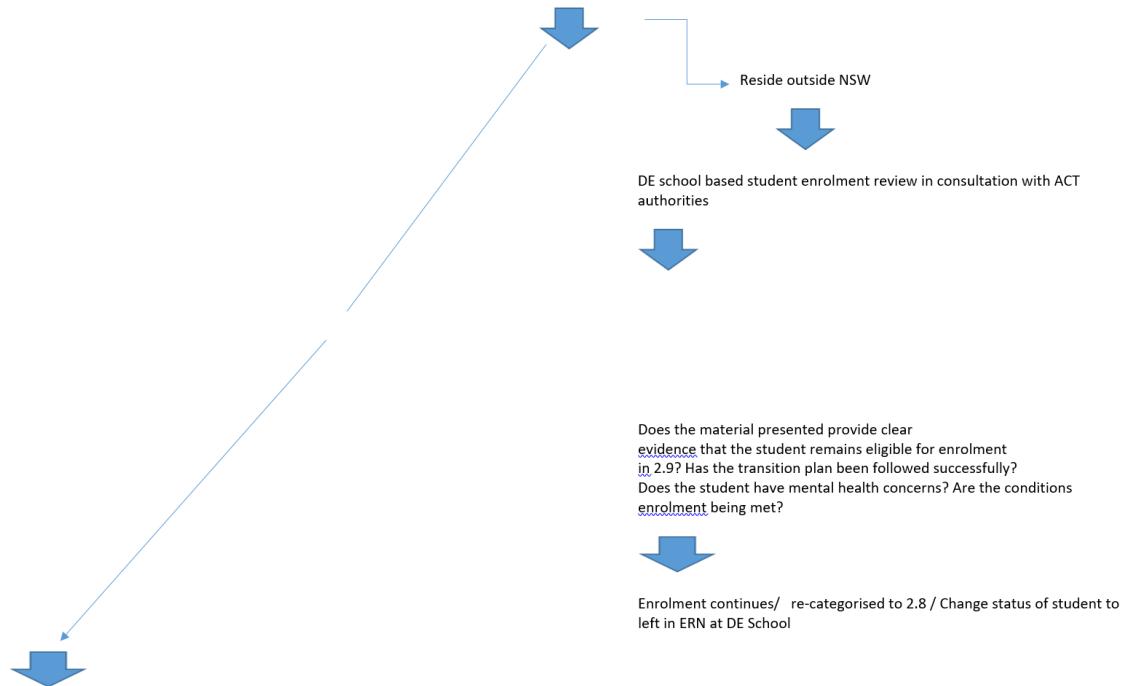 Reside outside NSW
DE school based student enrolment review in consultation with ACT
authorities
Does the material presented provide clear
evidence that the student remains eligible for enrolment
in 2.9? Has the transition plan been followed successfully?
Does the student have mental health concerns? Are the conditions
enrolment being met?
Enrolment continues/ re-categorised to 2.8 / Change status of student to
left in ERN at DE School